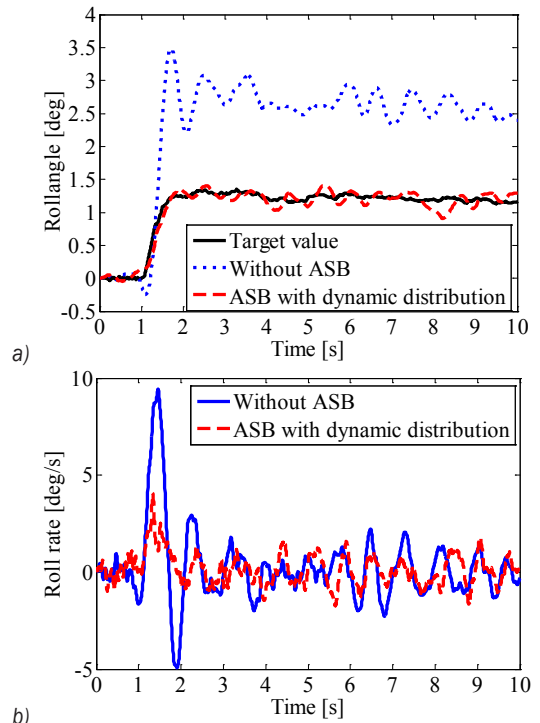 4
3.5
3
2.5
2
1.5
1
0.5
0
-0.5
Rollangle [deg]
Target value
Without ASB
ASB with dynamic distribution
0 1 2 3 4 5 6 7 8 9 10
Time [s]
a)
10
5
0
-5
Roll rate [deg/s]
Without ASB
ASB with dynamic distribution
0 1 2 3 4 5 6 7 8 9 10
Time [s]
b)